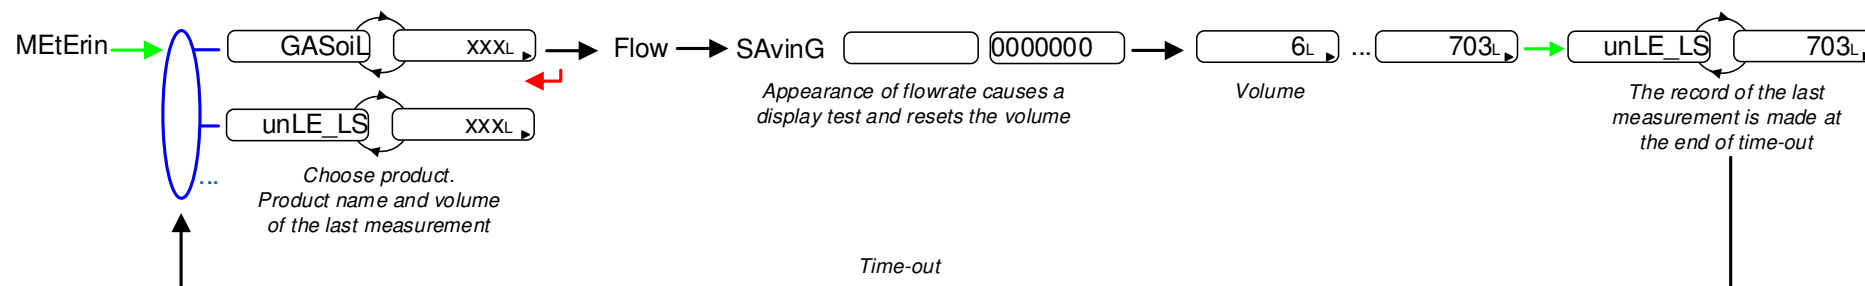 MEtErin GASoiL xxxL Flow SAvinG 0000000 6L ... 703L unLE_LS 703L
unLE_LS xxxL
...
Choose product.
Product name and volume
of the last measurement
Appearance of flowrate causes a
display test and resets the volume
Volume
The record of the last
measurement is made at
the end of time-out
Time-out